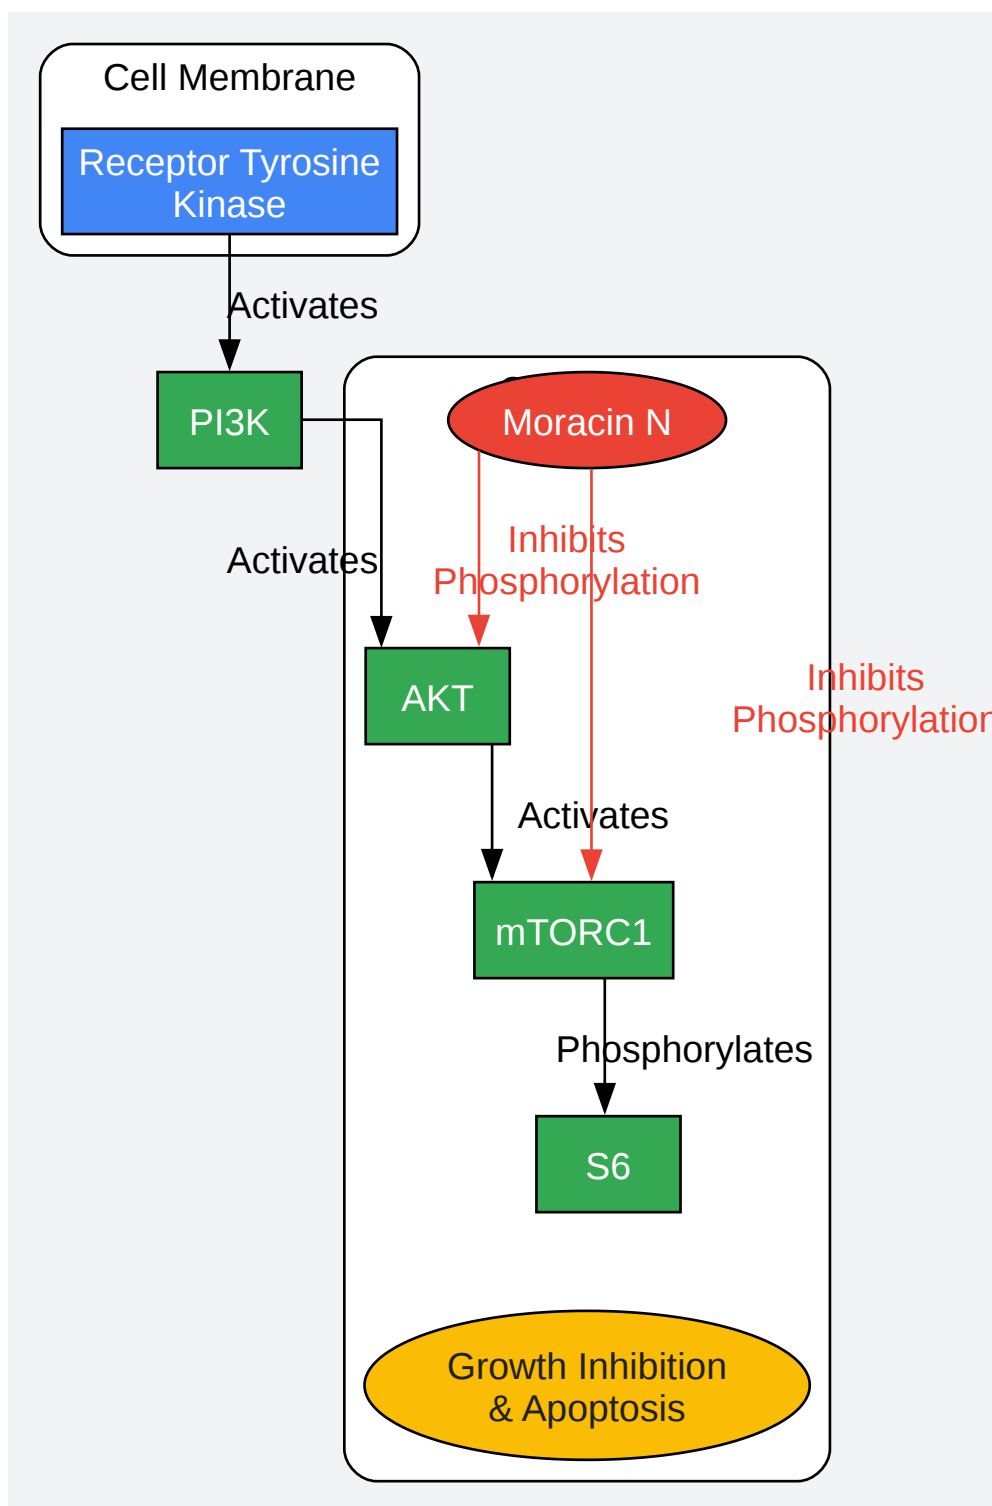 Cell Membrane
Receptor Tyrosine
Kinase
Activates
PI3K
Moracin N
Activates
Inhibits
Phosphorylation
AKT
Inhibits
Phosphorylation
Activates
mTORC1
Phosphorylates
S6
Growth Inhibition
& Apoptosis